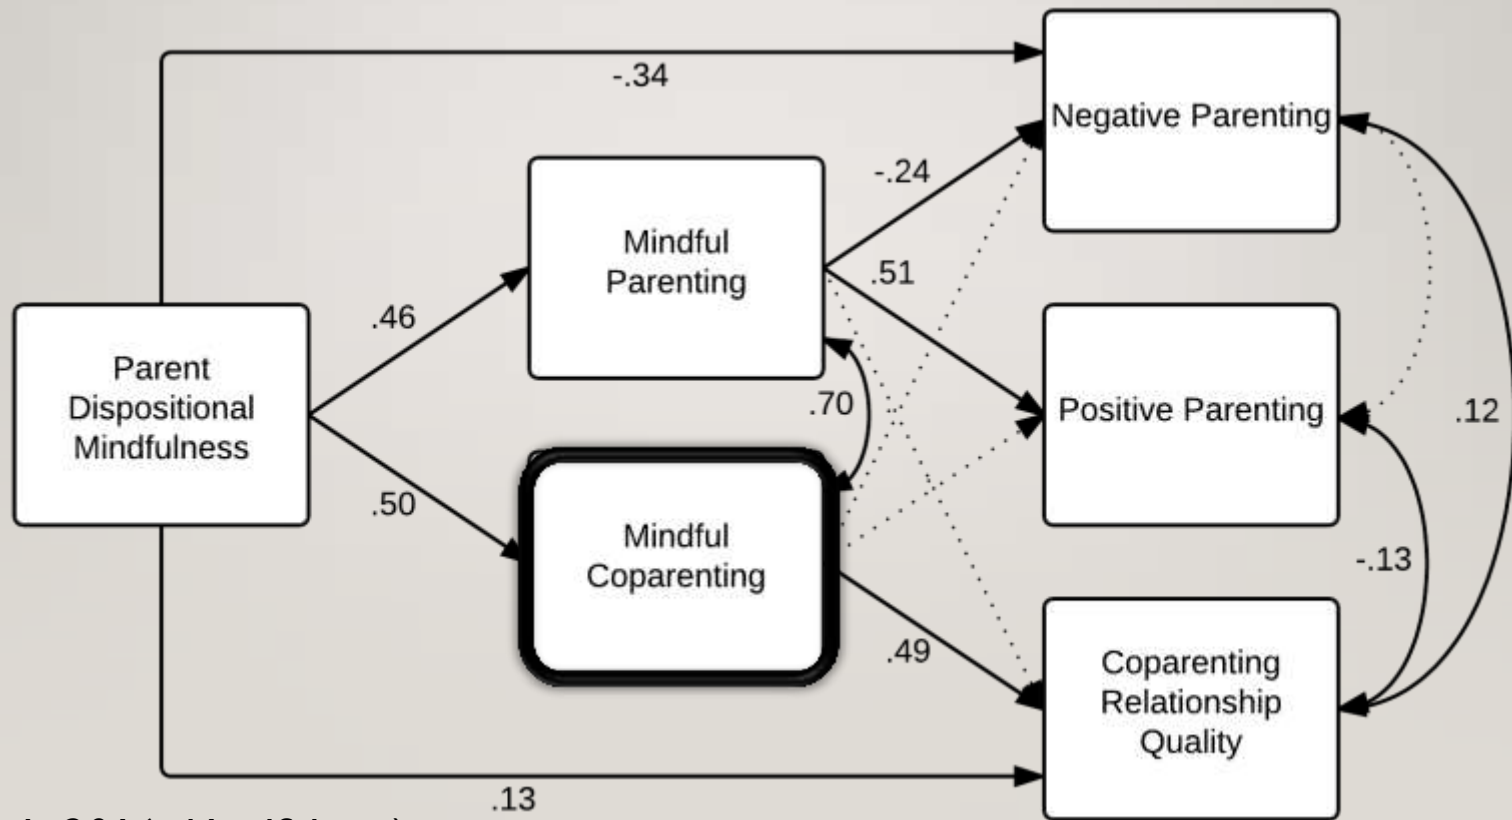 -.34
Negative Parenting
-.24
Mindful
Parenting
.51
.46
Parent
Dispositional
Mindfulness
.70
Positive Parenting
.12
.50
Mindful
Coparenting
-.13
.49
Coparenting
Relationship
Quality
.13